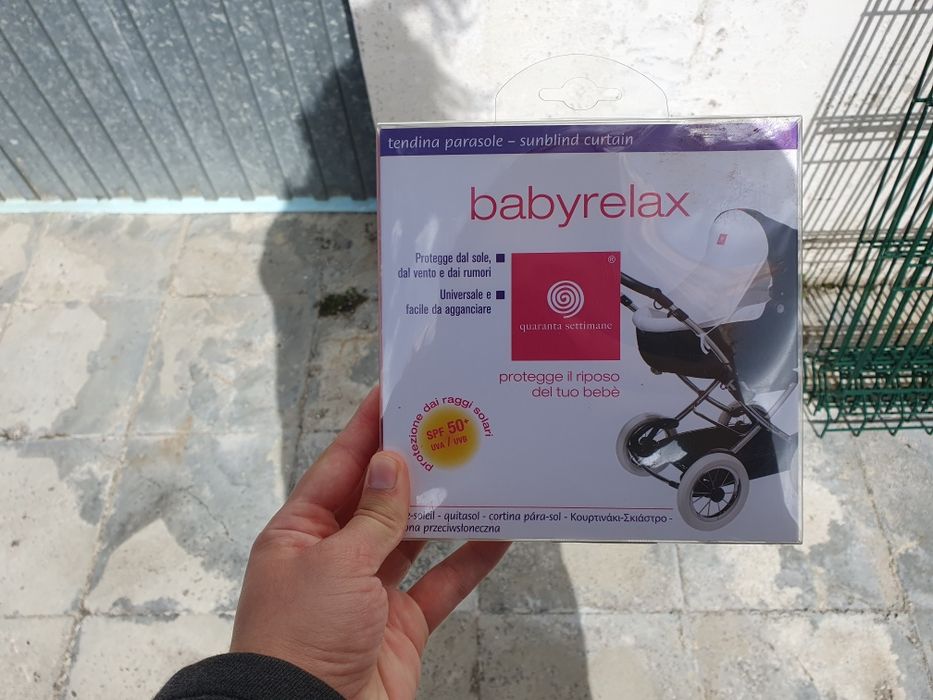 tendina parasole – sunblind curtain
babyrelax
Protegge dal sole,
dal vento e dai rumori
Universale e
facile da agganciare
®
quaranta settimane
protegge il riposo
del tuo bebè
protezione dai raggi solari
SPF 50+
UVA / UVB
-soleil - quitasol - cortina pára-sol - Κουρτινάκι-Σκιάστρο -
przeciwsłoneczna